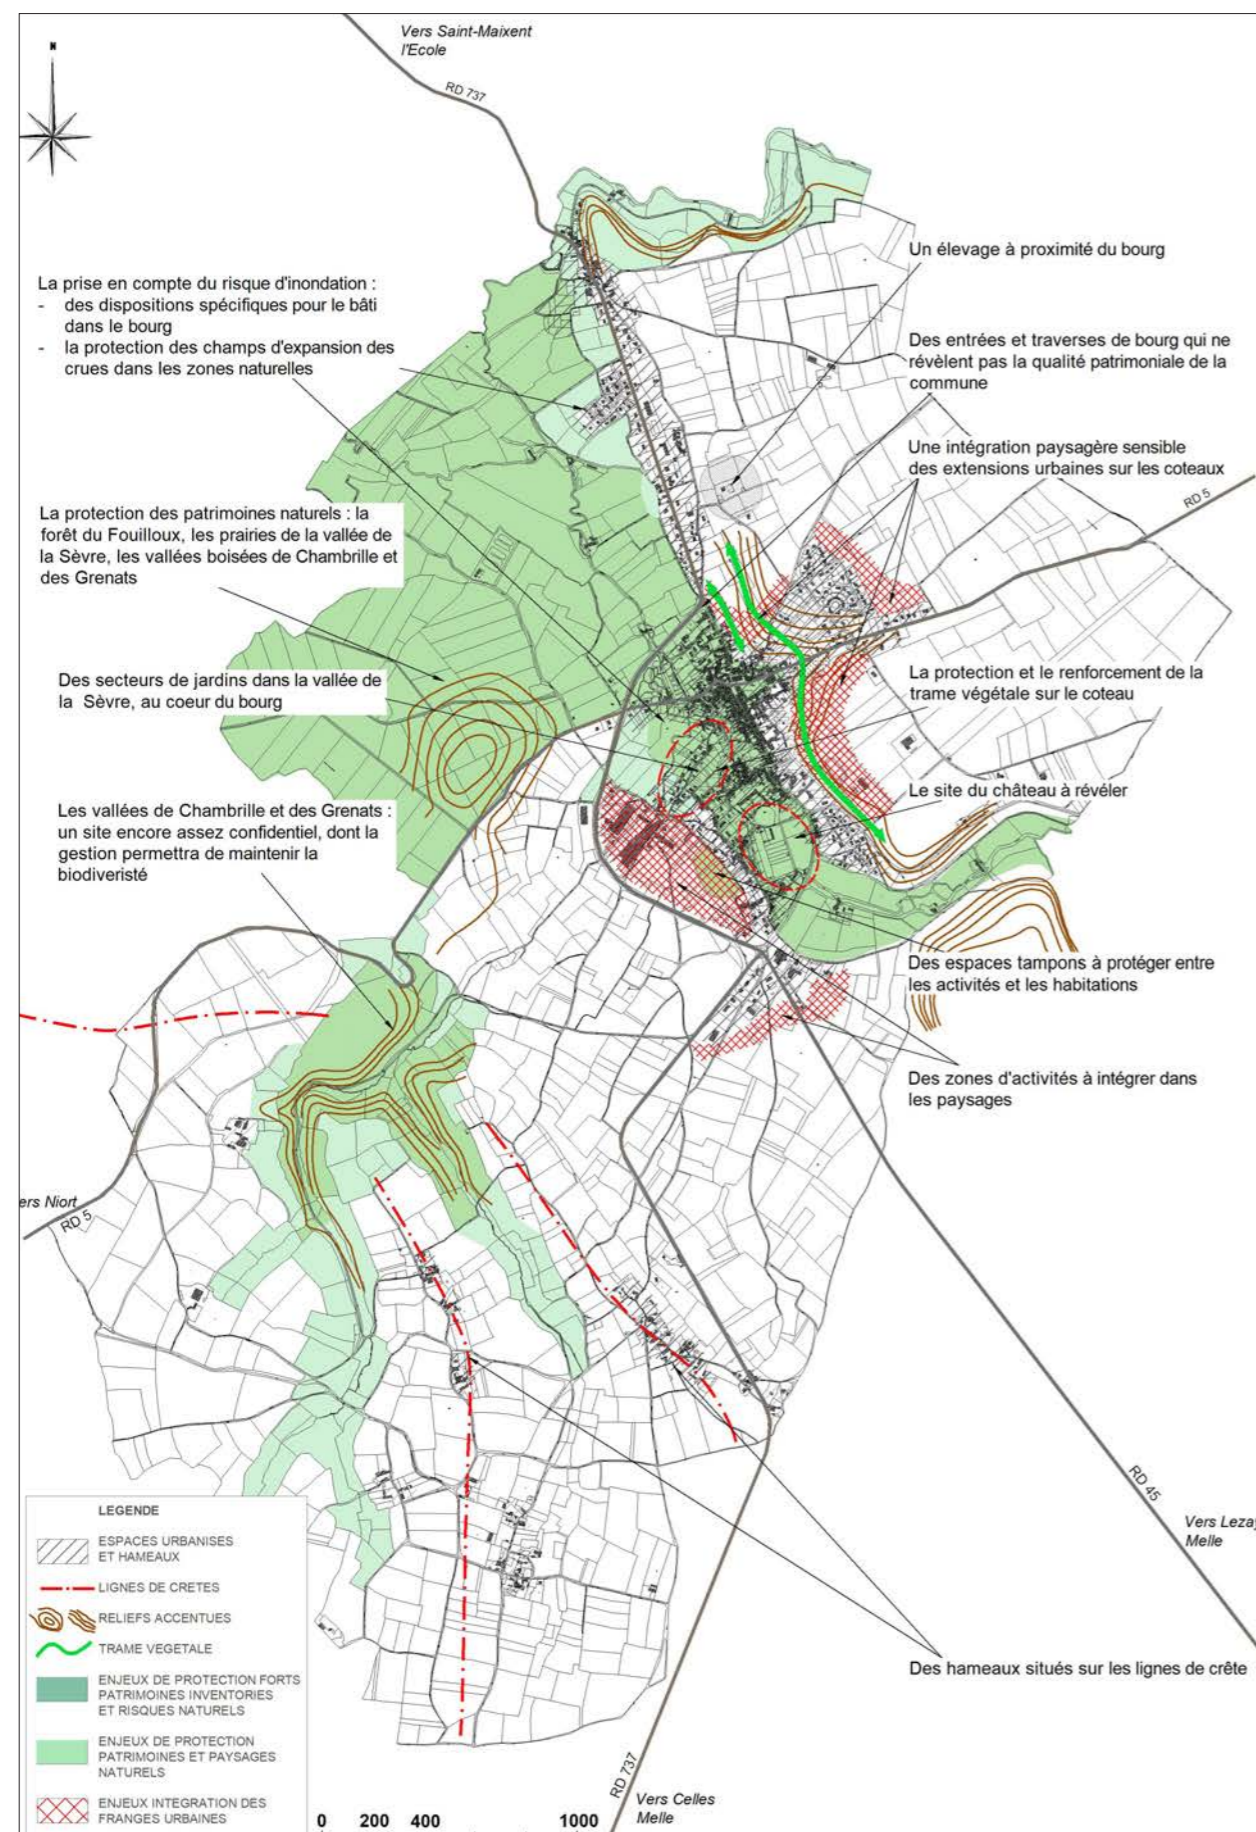 Vers Saint-Maixent
l'Ecole
N
RD 737
La prise en compte du risque d'inondation :
- des dispositions spécifiques pour le bâti
dans le bourg
- la protection des champs d'expansion des
crues dans les zones naturelles
Un élevage à proximité du bourg
Des entrées et traverses de bourg qui ne
révèlent pas la qualité patrimoniale de la
commune
Une intégration paysagère sensible
des extensions urbaines sur les coteaux
RD 5
La protection des patrimoines naturels : la
forêt du Fouilloux, les prairies de la vallée de
la Sèvre, les vallées boisées de Chambrille et
des Grenats
Des secteurs de jardins dans la vallée de
la Sèvre, au coeur du bourg
La protection et le renforcement de la
trame végétale sur le coteau
Le site du château à révéler
Les vallées de Chambrille et des Grenats :
un site encore assez confidentiel, dont la
gestion permettra de maintenir la
biodiveristé
Des espaces tampons à protéger entre
les activités et les habitations
Des zones d'activités à intégrer dans
les paysages
ers Niort
RD 5
RD 45
Vers Lezay
Melle
Des hameaux situés sur les lignes de crête
LEGENDE
ESPACES URBANISES
ET HAMEAUX
LIGNES DE CRETES
RELIEFS ACCENTUES
TRAME VEGETALE
ENJEUX DE PROTECTION FORTS
PATRIMOINES INVENTORIES
ET RISQUES NATURELS
ENJEUX DE PROTECTION
PATRIMOINES ET PAYSAGES
NATURELS
ENJEUX INTEGRATION DES
FRANGES URBAINES
0 200 400 1000
RD 737
Vers Celles
Melle